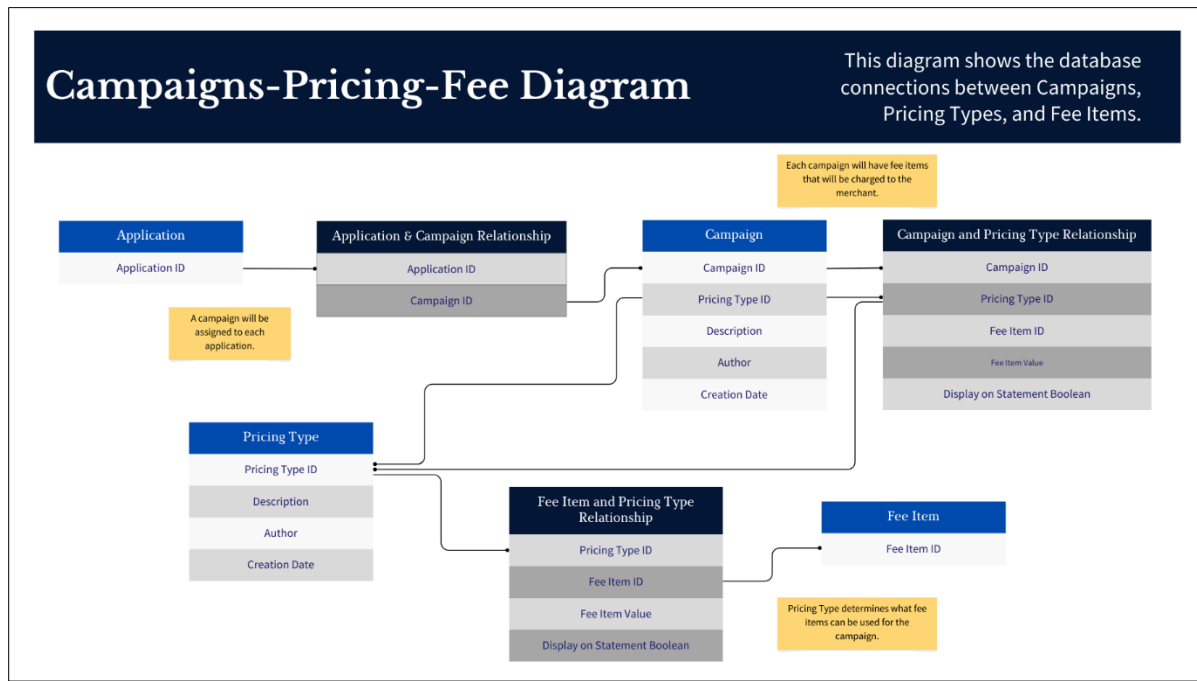 Campaigns-Pricing-Fee Diagram
This diagram shows the database
connections between Campaigns,
Pricing Types, and Fee Items.
Each campaign will have fee items
that will be charged to the
merchant.
Application
Application ID
Application & Campaign Relationship
Application ID
Campaign ID
Campaign
Campaign ID
Pricing Type ID
Description
Author
Creation Date
Campaign and Pricing Type Relationship
Campaign ID
Pricing Type ID
Fee Item ID
Fee Item Value
Display on Statement Boolean
A campaign will be
assigned to each
application.
Pricing Type
Pricing Type ID
Description
Author
Creation Date
Fee Item and Pricing Type
Relationship
Pricing Type ID
Fee Item ID
Fee Item Value
Display on Statement Boolean
Fee Item
Fee Item ID
Pricing Type determines what fee
items can be used for the
campaign.